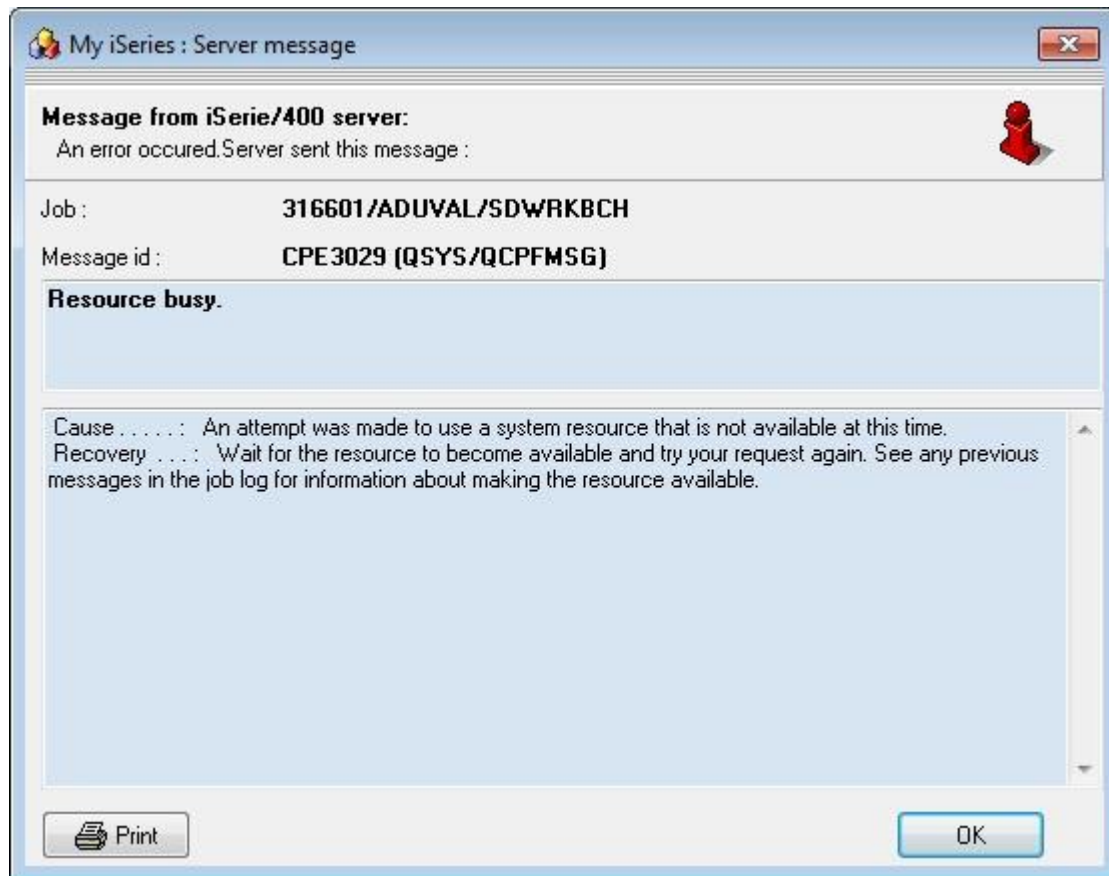 My iSeries : Server message
Message from iSerie/400 server:
An error occured.Server sent this message :
Job : 316601/ADUVAL/SDWRKBCH
Message id : CPE3029 (QSYS/QCPFMSG)
Resource busy.
Cause . . . . . : An attempt was made to use a system resource that is not available at this time.
Recovery . . . : Wait for the resource to become available and try your request again. See any previous
messages in the job log for information about making the resource available.
Print OK